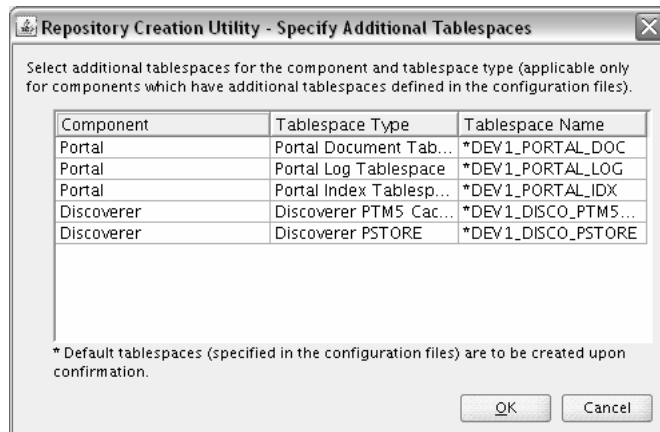 Repository Creation Utility - Specify Additional Tablespaces
Select additional tablespaces for the component and tablespace type (applicable only
for components which have additional tablespaces defined in the configuration files).
Component Tablespace Type Tablespace Name
Portal Portal Document Tab... *DEV1_PORTAL_DOC
Portal Portal Log Tablespace *DEV1_PORTAL_LOG
Portal Portal Index Tablesp... *DEV1_PORTAL_IDX
Discoverer Discoverer PTM5 Cac... *DEV1_DISCO_PTM5...
Discoverer Discoverer PSTORE *DEV1_DISCO_PSTORE
* Default tablespaces (specified in the configuration files) are to be created upon
confirmation.
OK Cancel